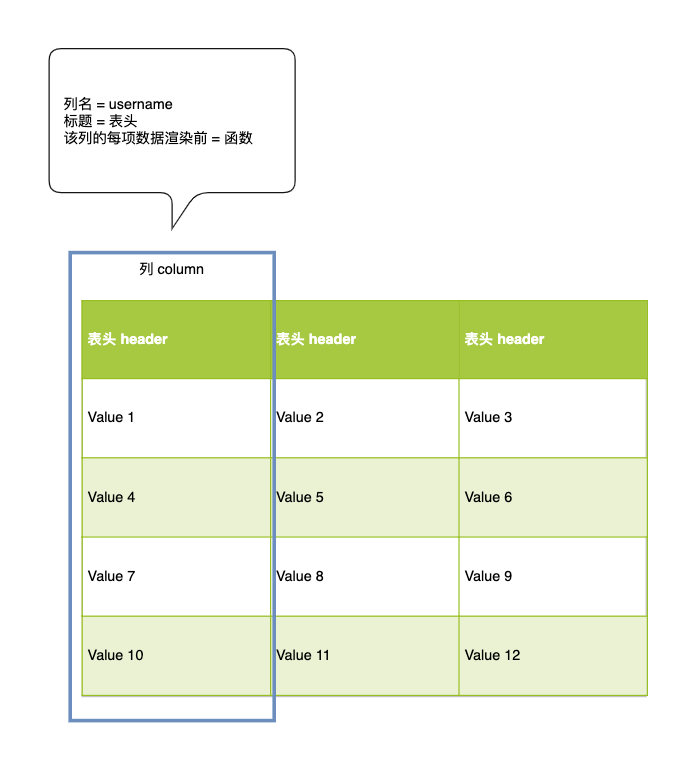 列名 = username
标题 = 表头
该列的每项数据渲染前 = 函数
列 column
表头 header 表头 header 表头 header
Value 1 Value 2 Value 3
Value 4 Value 5 Value 6
Value 7 Value 8 Value 9
Value 10 Value 11 Value 12